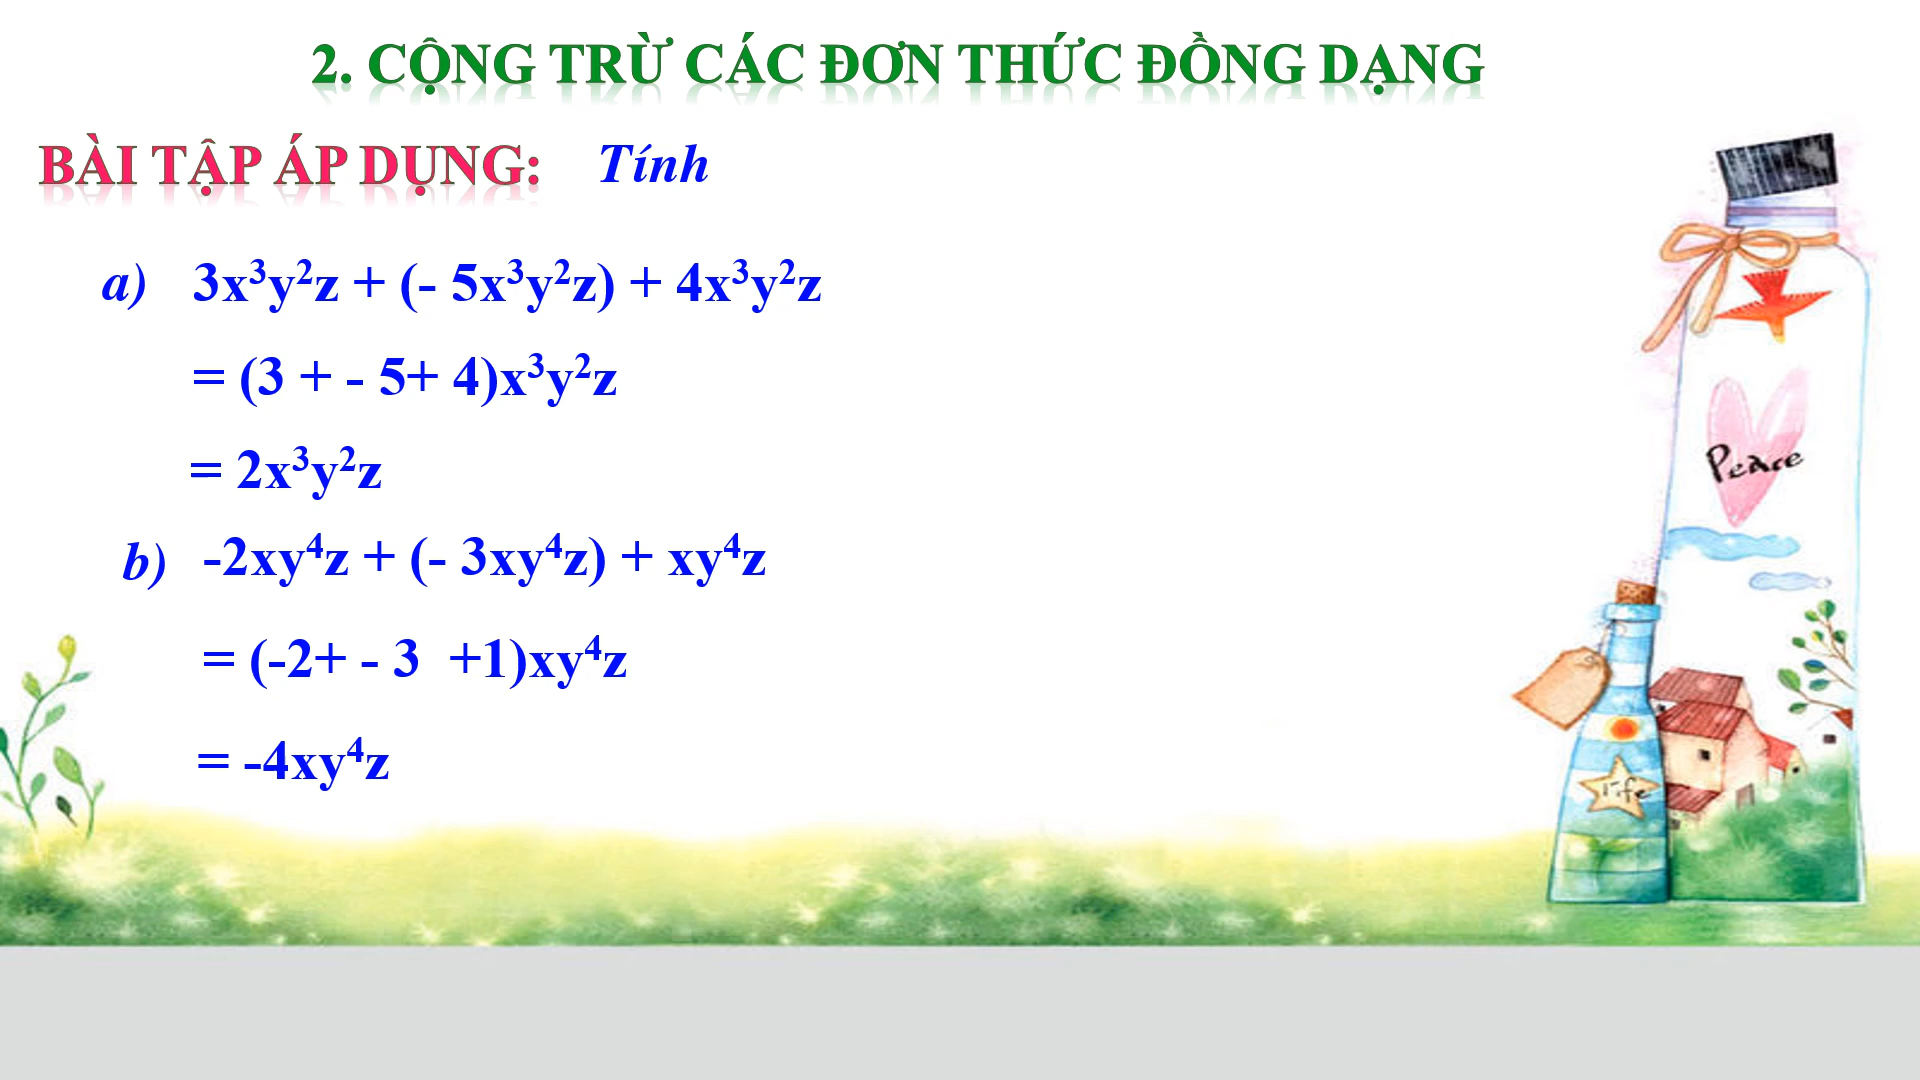 2. CỘNG TRỪ CÁC ĐƠN THỨC ĐỒNG DẠNG
BÀI TẬP ÁP DỤNG: Tính
a) 3x³y²z + (- 5x³y²z) + 4x³y²z
= (3 + - 5+ 4)x³y²z
= 2x³y²z
b) -2xy⁴z + (- 3xy⁴z) + xy⁴z
= (-2+ - 3 +1)xy⁴z
= -4xy⁴z
Peace
life